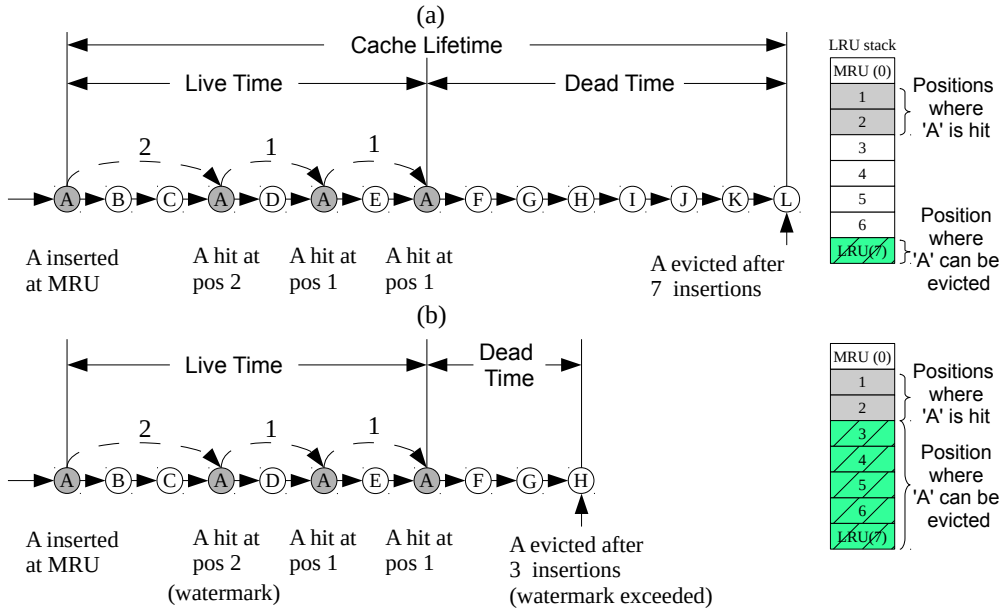 (a)
Cache Lifetime
Live Time
Dead Time
2
1
1
A B C A D A E A F G H I J K L
A inserted
at MRU
A hit at
pos 2
A hit at
pos 1
A hit at
pos 1
A evicted after
7 insertions
LRU stack
MRU (0)
1
2
3
4
5
6
LRU(7)
Positions
where
'A' is hit
Position
where
'A' can be
evicted
(b)
Live Time
Dead
Time
2
1
1
A B C A D A E A F G H
A inserted
at MRU
A hit at
pos 2
(watermark)
A hit at
pos 1
A hit at
pos 1
A evicted after
3 insertions
(watermark exceeded)
MRU (0)
1
2
3
4
5
6
LRU(7)
Positions
where
'A' is hit
Position
where
'A' can be
evicted